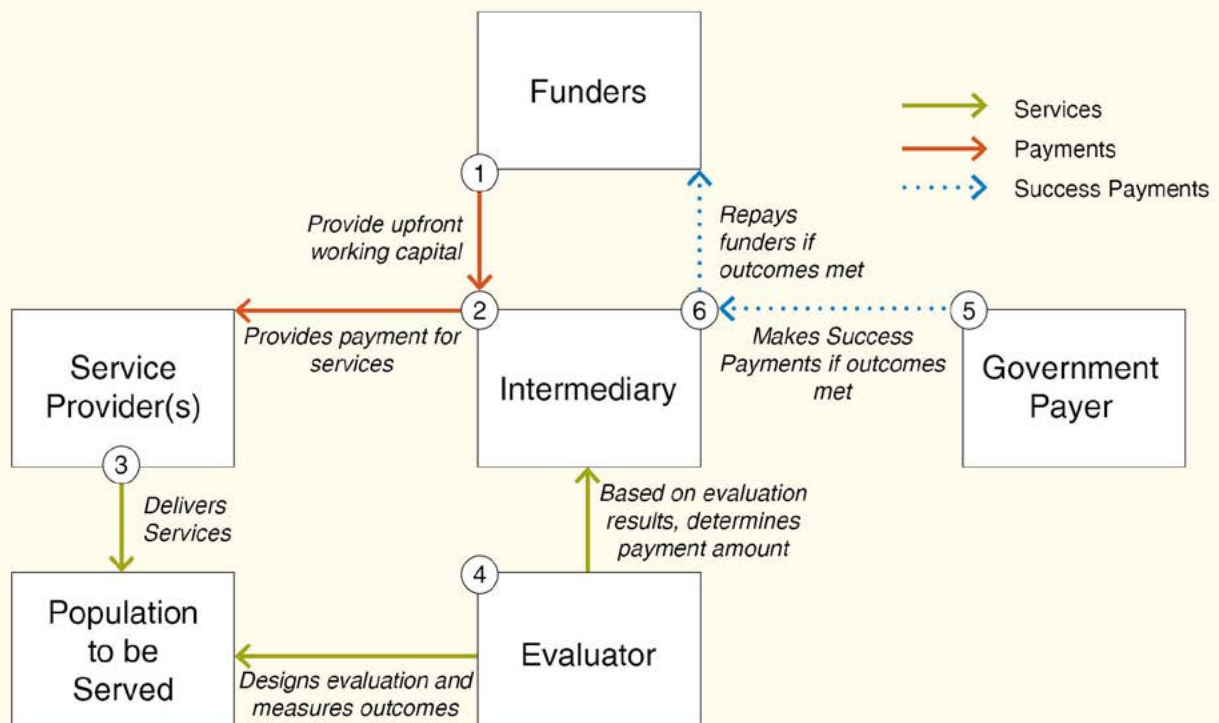 Funders
Services
Payments
Success Payments
1
Provide upfront
working capital
Repays
funders if
outcomes met
2
Provides payment for
services
6
5
Makes Success
Payments if outcomes
met
Service
Provider(s)
Intermediary
Government
Payer
3
Delivers
Services
Based on evaluation
results, determines
payment amount
4
Population
to be
Served
Evaluator
Designs evaluation and
measures outcomes